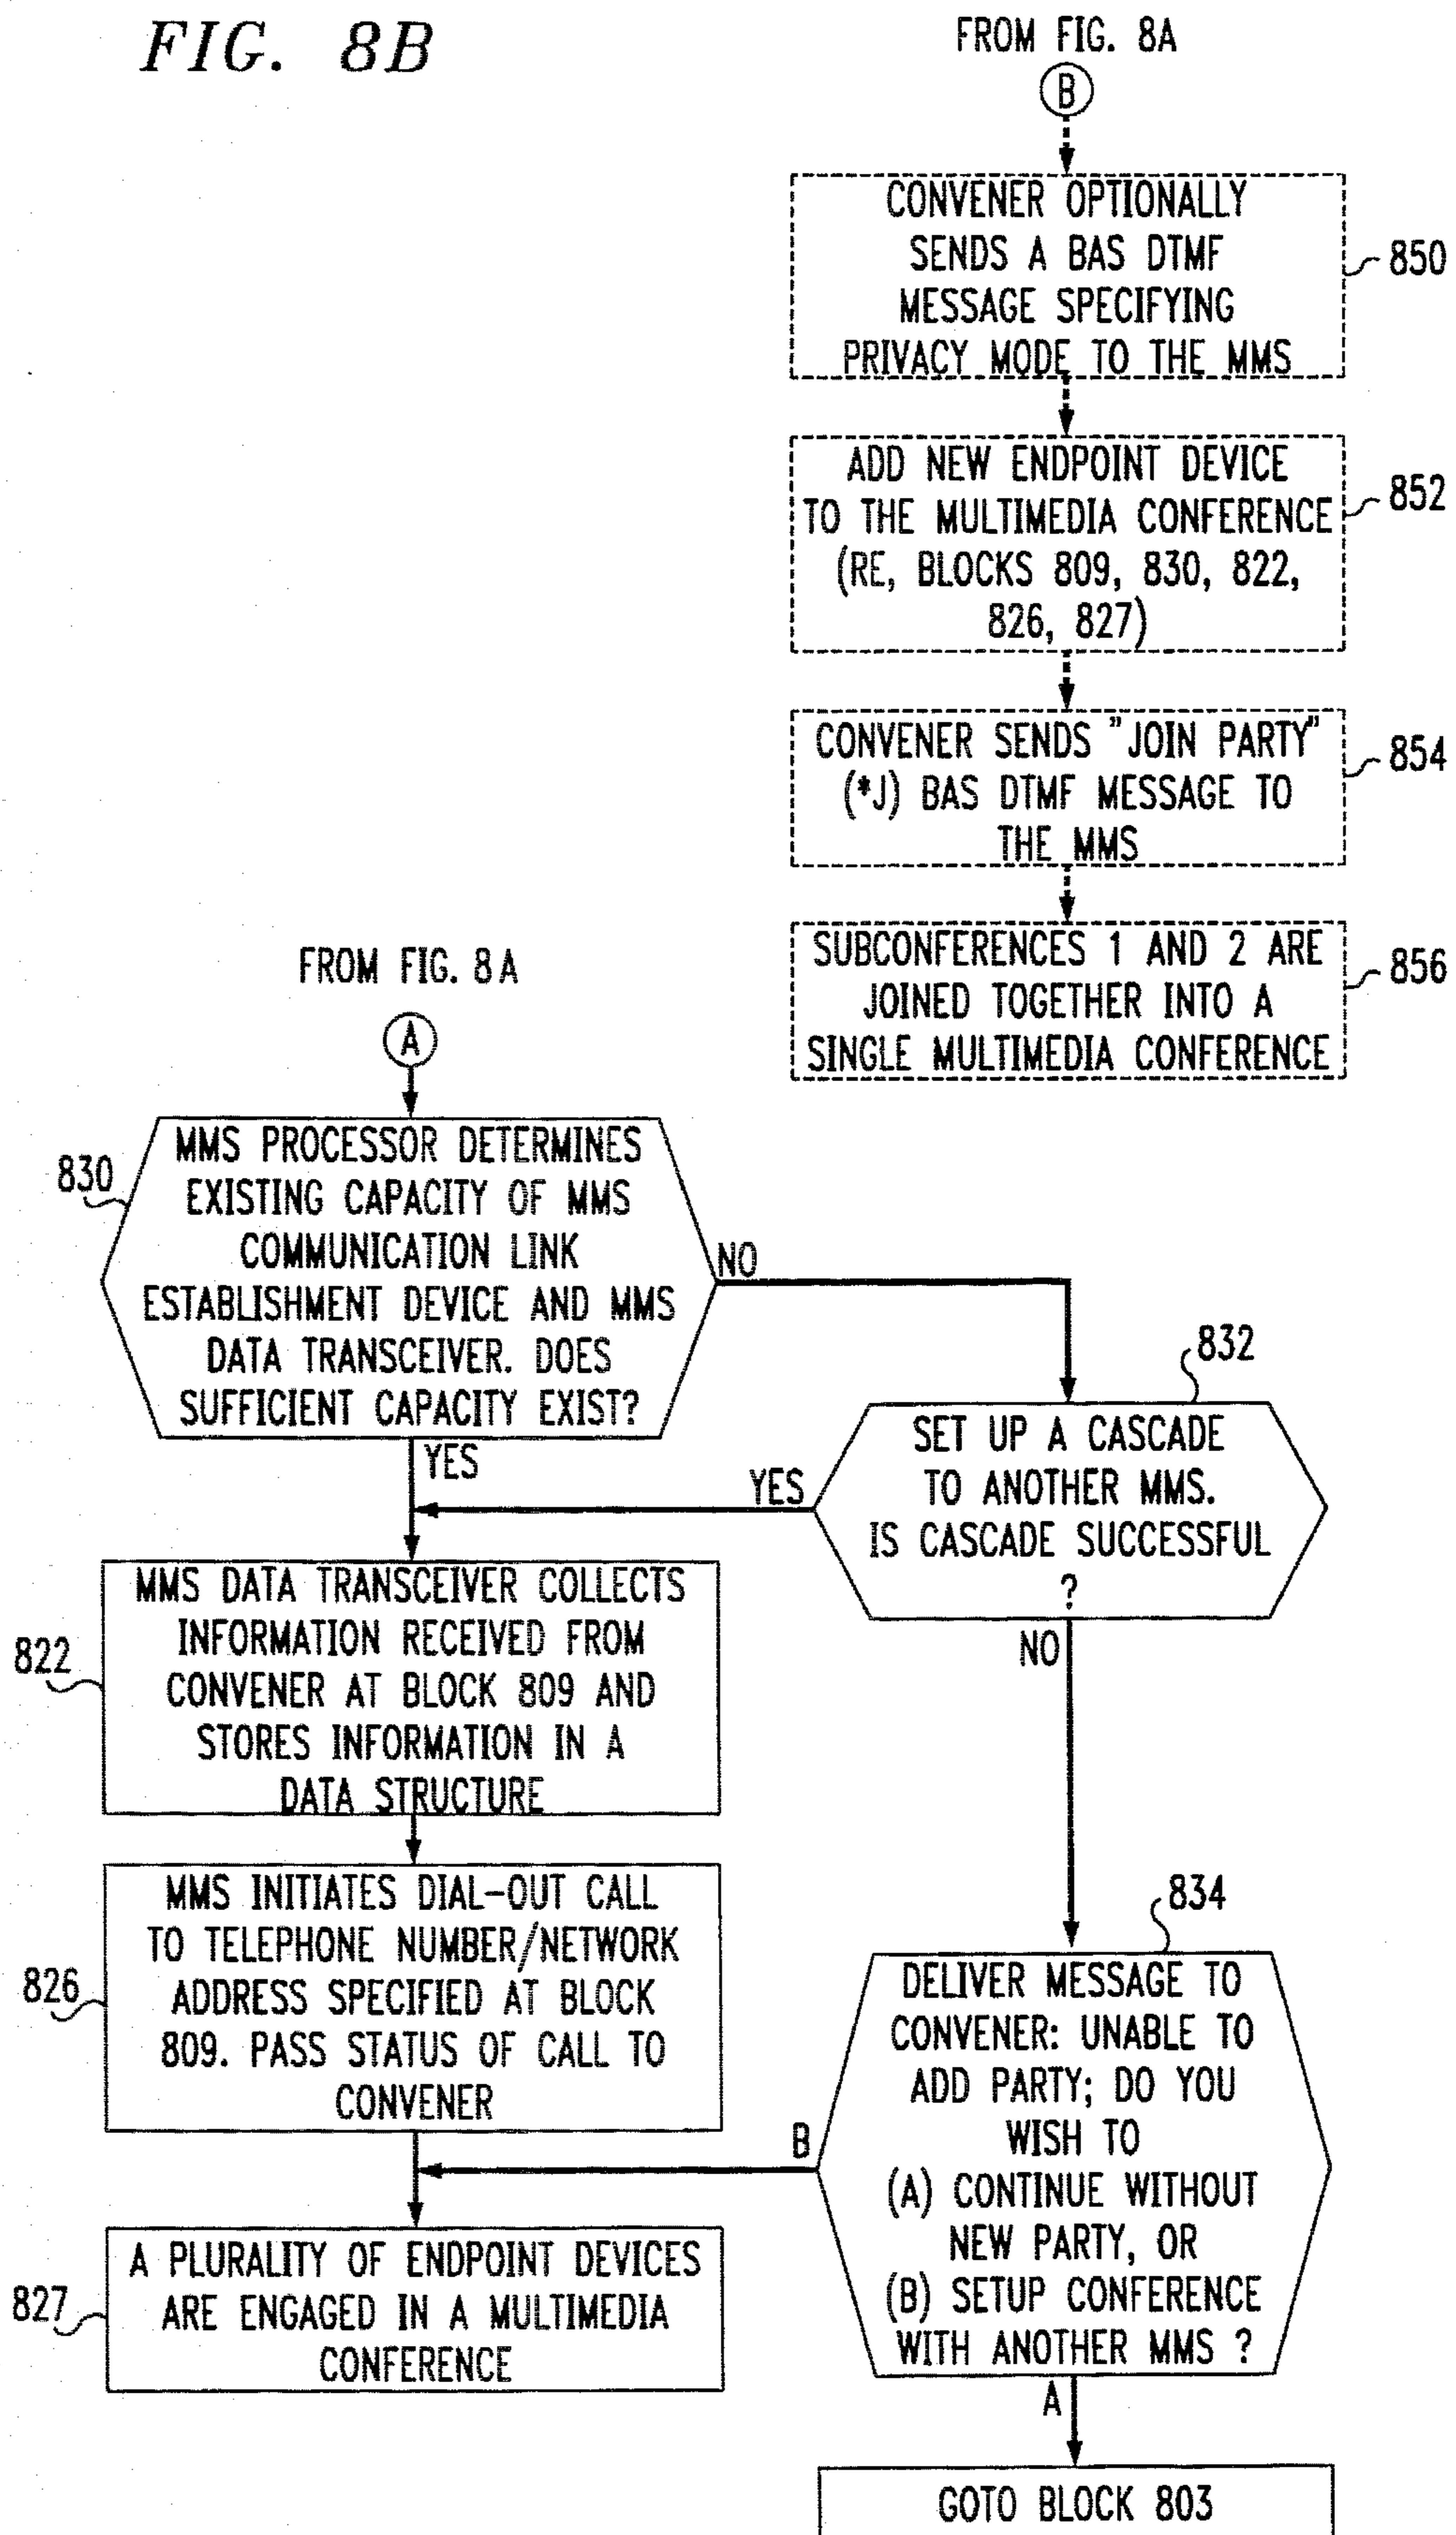 FIG. 8B
FROM FIG. 8A
B
CONVENER OPTIONALLY
SENDS A BAS DTMF
MESSAGE SPECIFYING
PRIVACY MODE TO THE MMS
850
ADD NEW ENDPOINT DEVICE
TO THE MULTIMEDIA CONFERENCE
(RE, BLOCKS 809, 830, 822,
826, 827)
852
CONVENER SENDS "JOIN PARTY"
(*J) BAS DTMF MESSAGE TO
THE MMS
854
SUBCONFERENCES 1 AND 2 ARE
JOINED TOGETHER INTO A
SINGLE MULTIMEDIA CONFERENCE
856
FROM FIG. 8A
A
830
MMS PROCESSOR DETERMINES
EXISTING CAPACITY OF MMS
COMMUNICATION LINK
ESTABLISHMENT DEVICE AND MMS
DATA TRANSCEIVER. DOES
SUFFICIENT CAPACITY EXIST?
NO
YES
832
SET UP A CASCADE
TO ANOTHER MMS.
IS CASCADE SUCCESSFUL
?
YES
NO
822
MMS DATA TRANSCEIVER COLLECTS
INFORMATION RECEIVED FROM
CONVENER AT BLOCK 809 AND
STORES INFORMATION IN A
DATA STRUCTURE
826
MMS INITIATES DIAL-OUT CALL
TO TELEPHONE NUMBER/NETWORK
ADDRESS SPECIFIED AT BLOCK
809. PASS STATUS OF CALL TO
CONVENER
834
DELIVER MESSAGE TO
CONVENER: UNABLE TO
ADD PARTY; DO YOU
WISH TO
(A) CONTINUE WITHOUT
NEW PARTY, OR
(B) SETUP CONFERENCE
WITH ANOTHER MMS ?
B
A
827
A PLURALITY OF ENDPOINT DEVICES
ARE ENGAGED IN A MULTIMEDIA
CONFERENCE
GOTO BLOCK 803